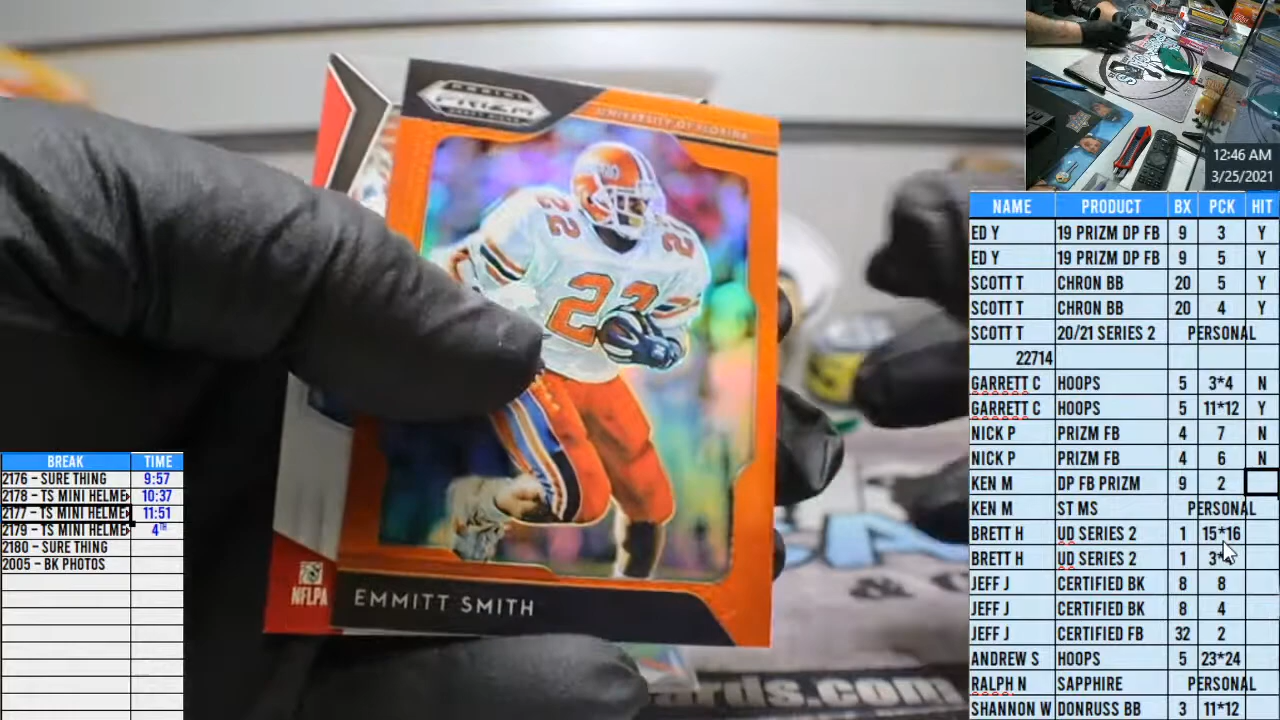 PANINI
PRIZM
DRAFT PICKS
UNIVERSITY OF FLORIDA
22
22
22
NFLPA
EMMITT SMITH
ards.com
12:46 AM
3/25/2021
NAME PRODUCT BX PCK HIT
ED Y 19 PRIZM DP FB 9 3 Y
ED Y 19 PRIZM DP FB 9 5 Y
SCOTT T CHRON BB 20 5 Y
SCOTT T CHRON BB 20 4 Y
SCOTT T 20/21 SERIES 2 PERSONAL
22714
GARRETT C HOOPS 5 3*4 N
GARRETT C HOOPS 5 11*12 Y
NICK P PRIZM FB 4 7 N
NICK P PRIZM FB 4 6 N
KEN M DP FB PRIZM 9 2
KEN M ST MS PERSONAL
BRETT H UD SERIES 2 1 15*16
BRETT H UD SERIES 2 1
JEFF J CERTIFIED BK 8 8
JEFF J CERTIFIED BK 8 4
JEFF J CERTIFIED FB 32 2
ANDREW S HOOPS 5 23*24
RALPH N SAPPHIRE PERSONAL
SHANNON W DONRUSS BB 3 11*12
BREAK TIME
2176 – SURE THING 9:57
2178 – TS MINI HELME 10:37
2177 – TS MINI HELME 11:51
2179 – TS MINI HELME 4TH
2180 – SURE THING
2005 – BK PHOTOS